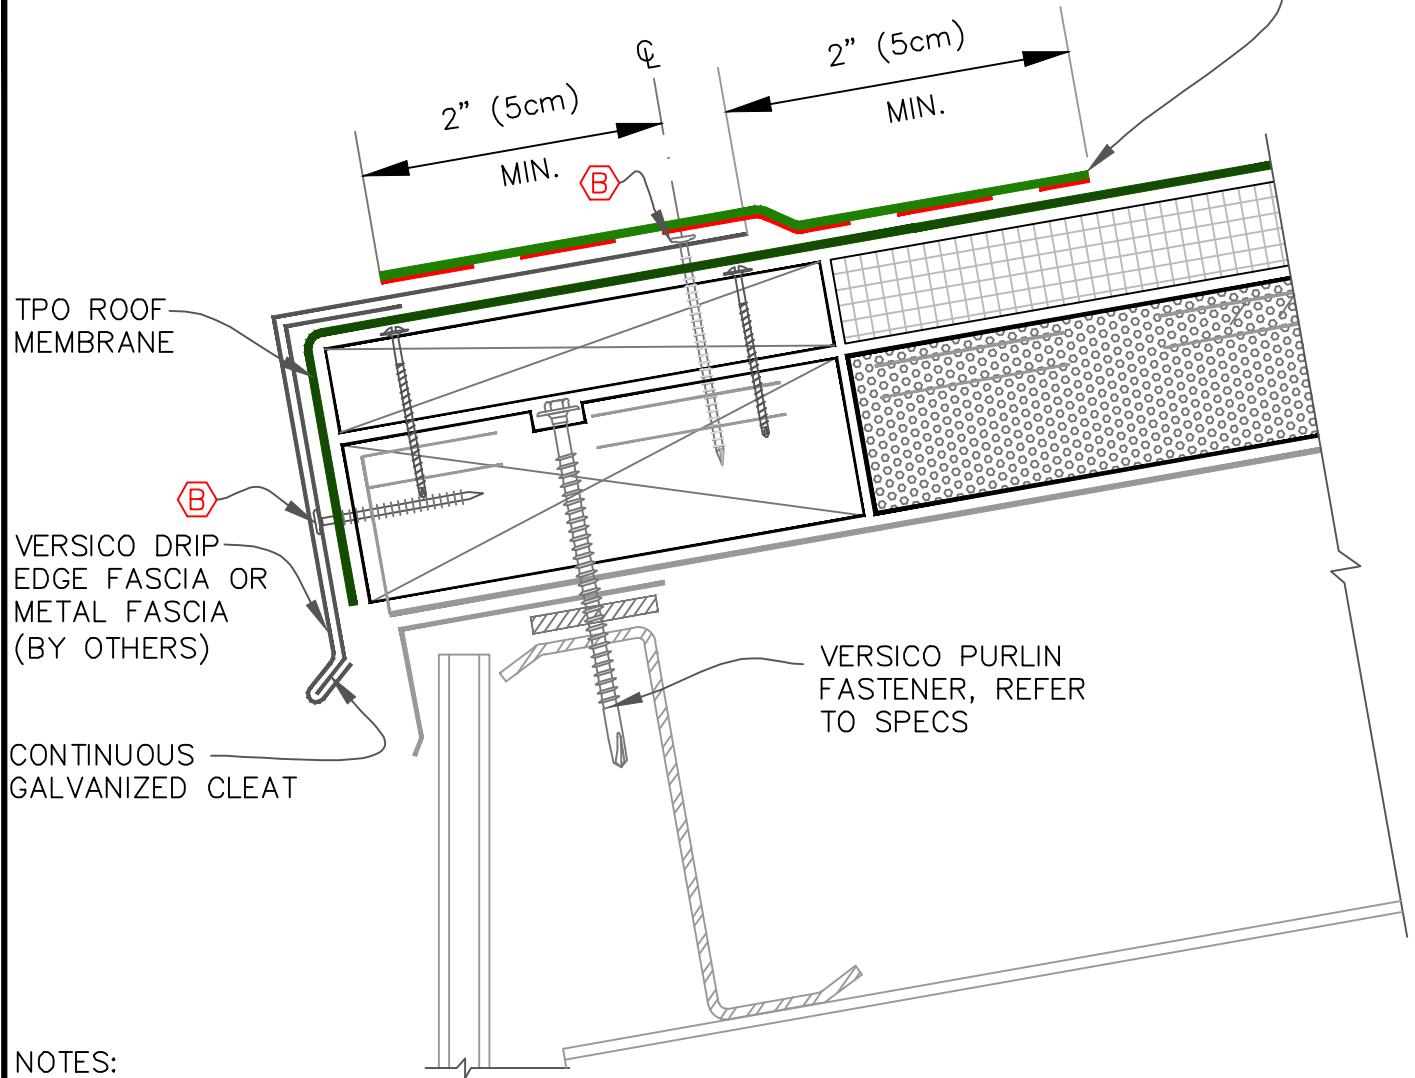 ℄
2” (5cm)
MIN.
2” (5cm)
MIN.
B
TPO ROOF
MEMBRANE
B
VERSICO DRIP
EDGE FASCIA OR
METAL FASCIA
(BY OTHERS)
VERSICO PURLIN
FASTENER, REFER
TO SPECS
CONTINUOUS
GALVANIZED CLEAT
NOTES: